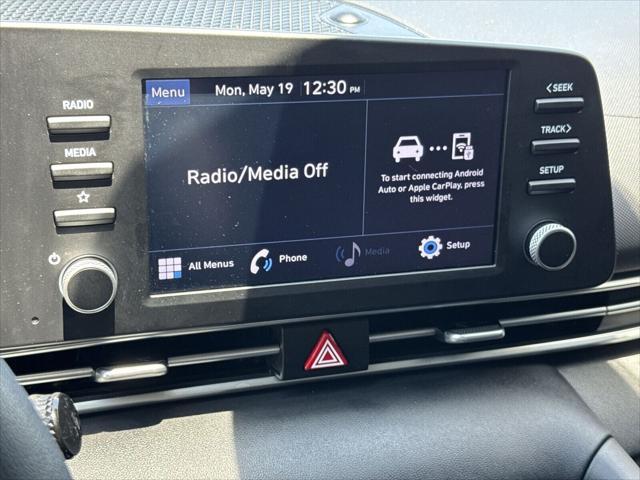 Menu Mon, May 19 12:30 PM
RADIO
MEDIA
Radio/Media Off
To start connecting Android
Auto or Apple CarPlay, press
this widget.
All Menus Phone Media Setup
<SEEK
TRACK>
SETUP